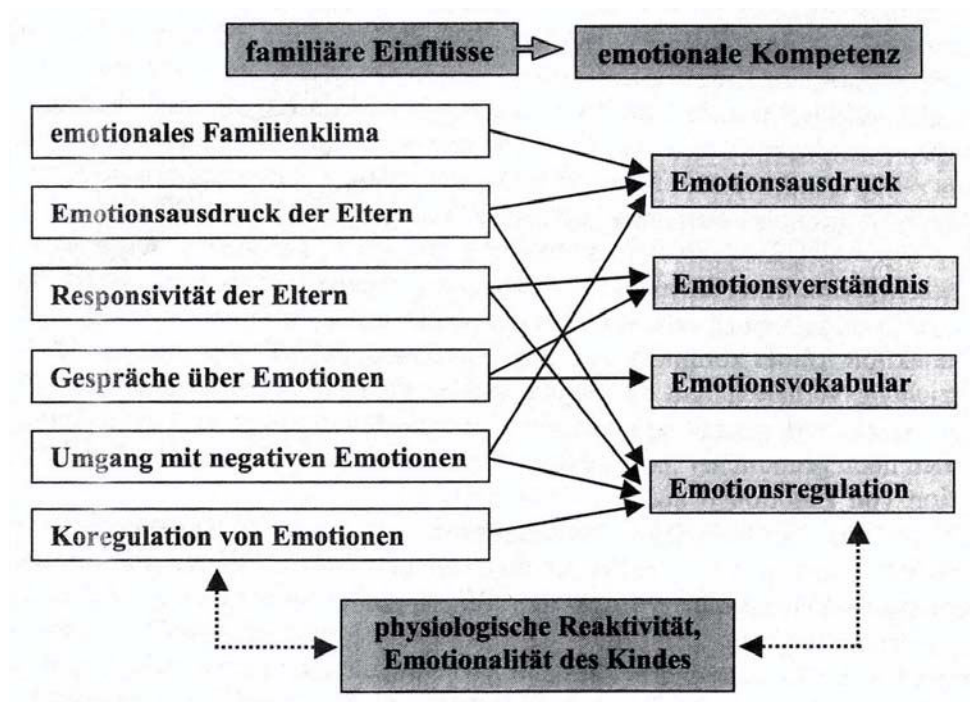 familiäre Einflüsse
emotionale Kompetenz
emotionales Familienklima
Emotionsausdruck der Eltern
Responsivität der Eltern
Gespräche über Emotionen
Umgang mit negativen Emotionen
Koregulation von Emotionen
Emotionsausdruck
Emotionsverständnis
Emotionsvokabular
Emotionsregulation
physiologische Reaktivität,
Emotionalität des Kindes